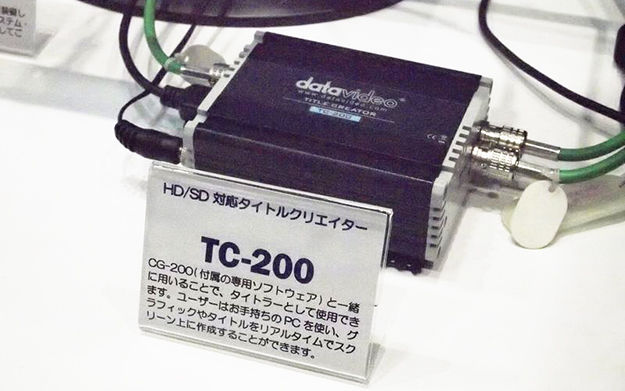 datavideo
www.datavideo.com
TITLE CREATOR
TC-200
HD/SD 対応タイトルクリエイター
TC-200
CG-200(付属の専用ソフトウェア)と一緒
に用いることで、タイトラーとして使用でき
ます。ユーザーはお手持ちのPCを使い、グ
ラフィックやタイトルをリアルタイムでスク
リーン上に作成することができます。